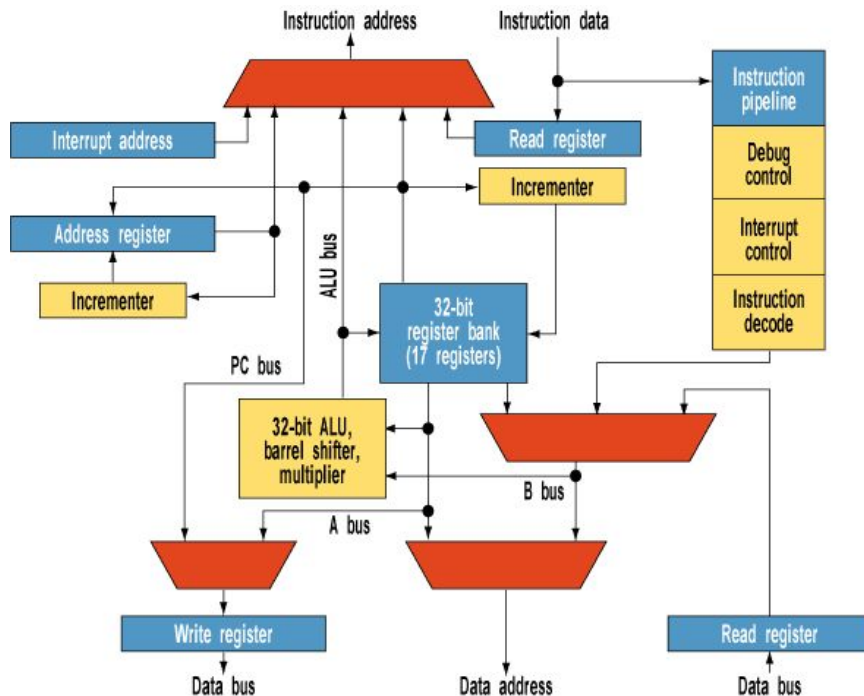 Instruction address
Instruction data
Instruction
pipeline
Interrupt address
Read register
Debug
control
Incrementer
Address register
ALU bus
Interrupt
control
Incrementer
32-bit
register bank
(17 registers)
Instruction
decode
PC bus
32-bit ALU,
barrel shifter,
multiplier
B bus
A bus
Write register
Read register
Data bus
Data address
Data bus